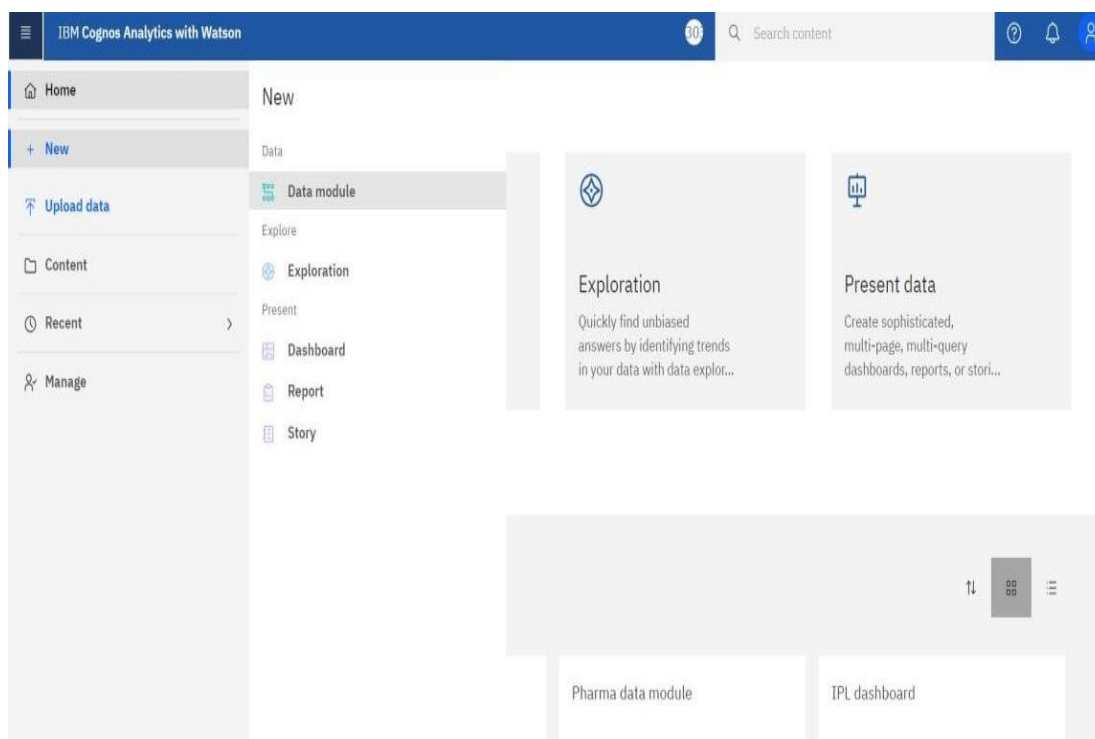 IBM Cognos Analytics with Watson
30
Search content
Home
New
Upload data
Content
Recent
Manage
New
Data
Data module
Explore
Exploration
Present
Dashboard
Report
Story
Exploration
Quickly find unbiased
answers by identifying trends
in your data with data explor...
Present data
Create sophisticated,
multi-page, multi-query
dashboards, reports, or stori...
Pharma data module
IPL dashboard